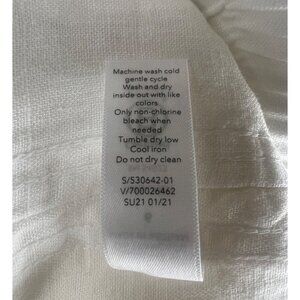 Machine wash cold
gentle cycle
Wash and dry
inside out with like
colors
Only non-chlorine
bleach when
needed
Tumble dry low
Cool iron
Do not dry clean
S/S30642-01
V/700026462
SU21 01/21